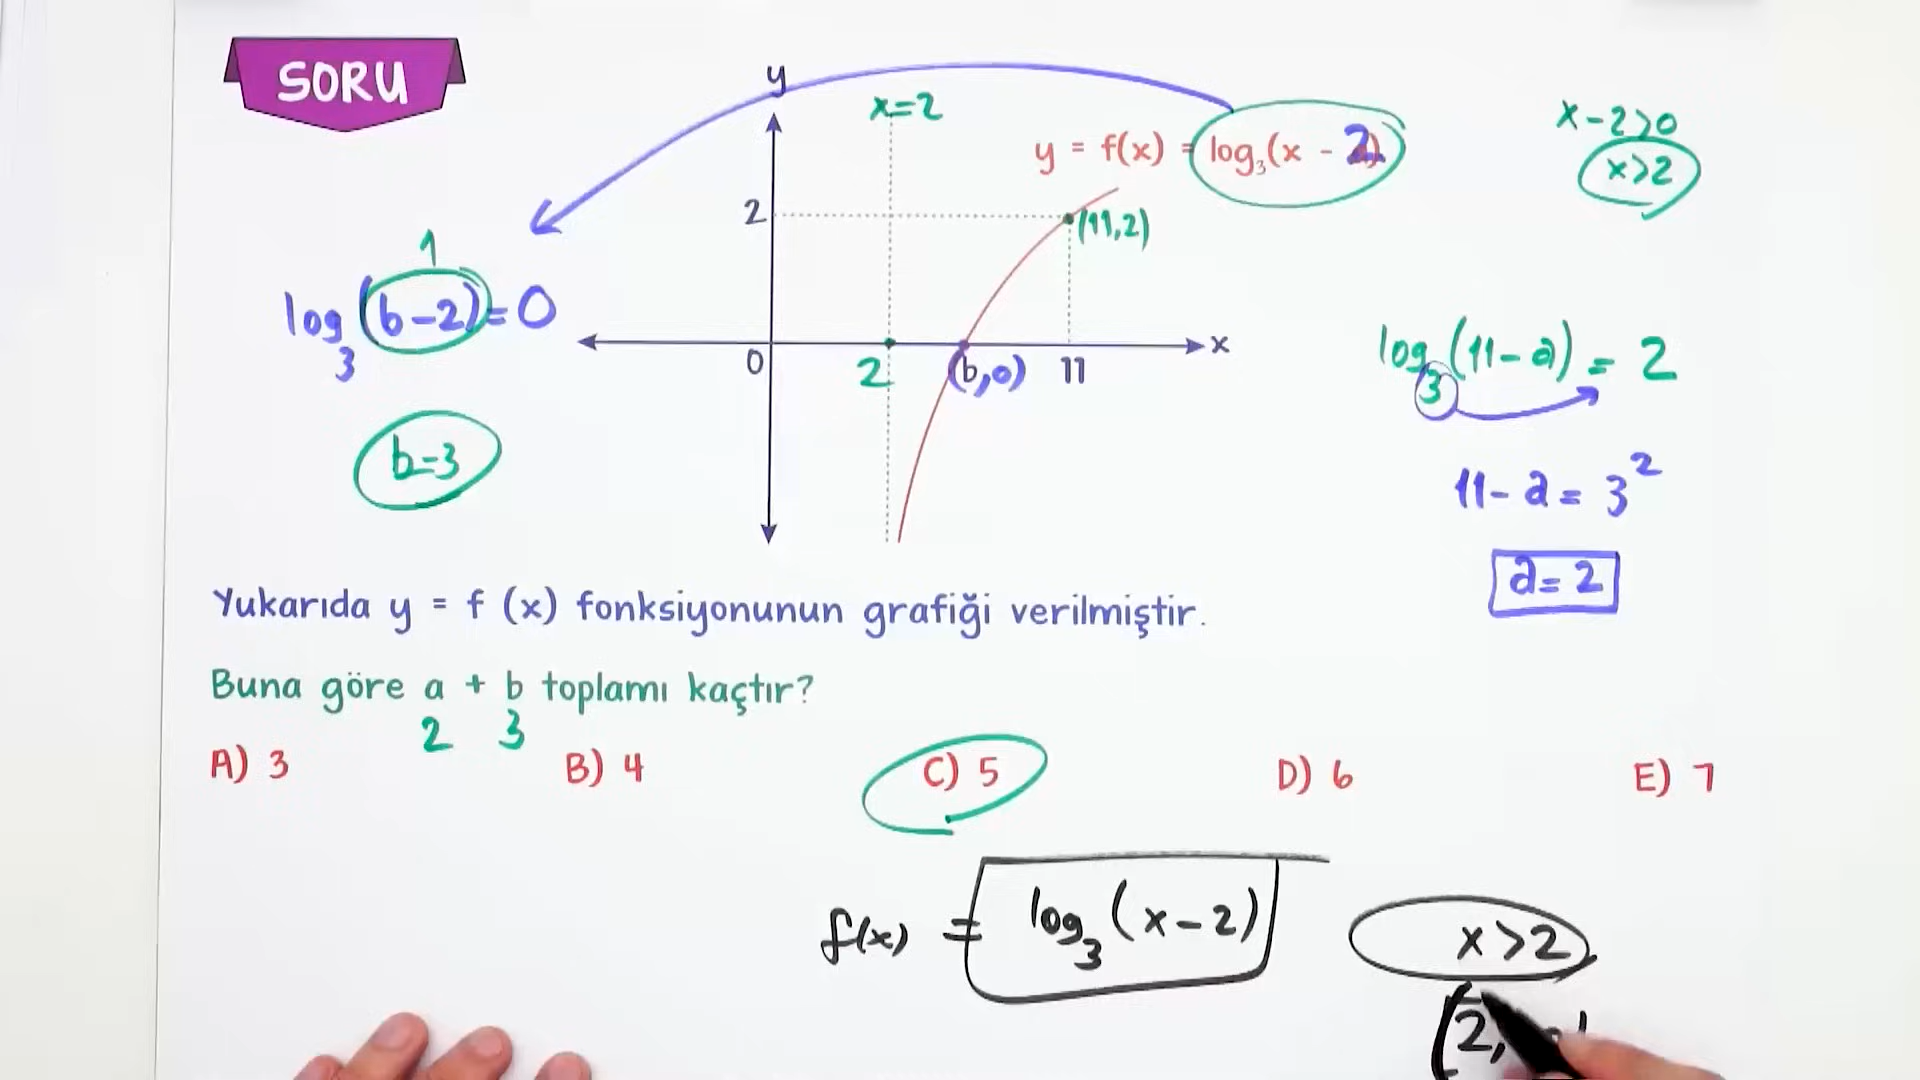 SORU
y
x=2
y = f(x) = log₃(x - 2)
x-2>0
x>2
2
(11,2)
1
log₃(b-2)=0
0
2
(b,0)
11
x
log₃(11-a) = 2
b=3
11-a = 3²
a=2
Yukarıda y = f (x) fonksiyonunun grafiği verilmiştir.
Buna göre a + b toplamı kaçtır?
2 3
A) 3
B) 4
C) 5
D) 6
E) 7
f(x) = log₃(x-2)
x>2
(2,